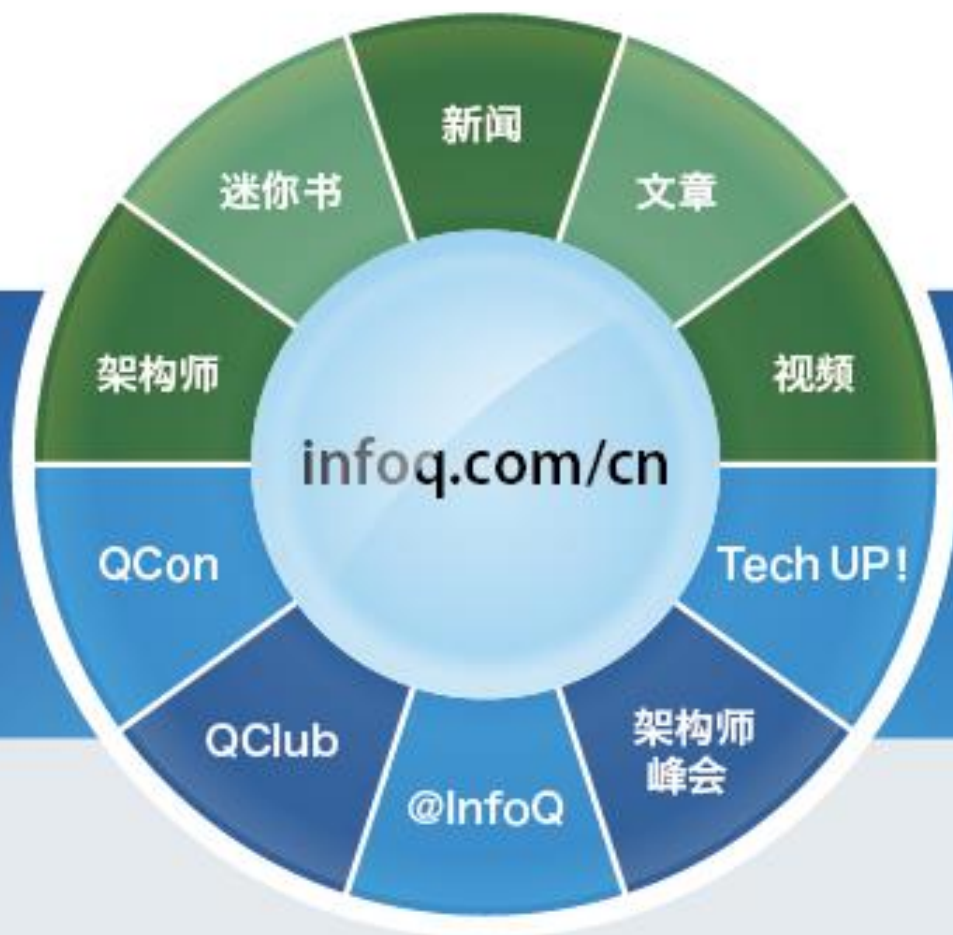 新闻
迷你书
文章
架构师
视频
infoq.com/cn
QCon
Tech UP!
QClub
架构师
峰会
@InfoQ